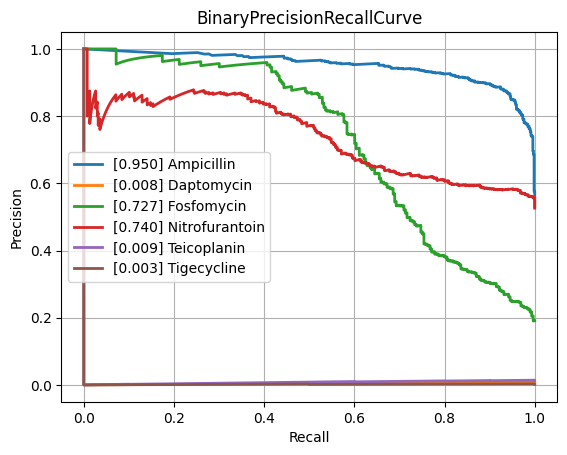 BinaryPrecisionRecallCurve
Precision
1.0
0.8
0.6
0.4
0.2
0.0
[0.950] Ampicillin
[0.008] Daptomycin
[0.727] Fosfomycin
[0.740] Nitrofurantoin
[0.009] Teicoplanin
[0.003] Tigecycline
0.0 0.2 0.4 0.6 0.8 1.0
Recall